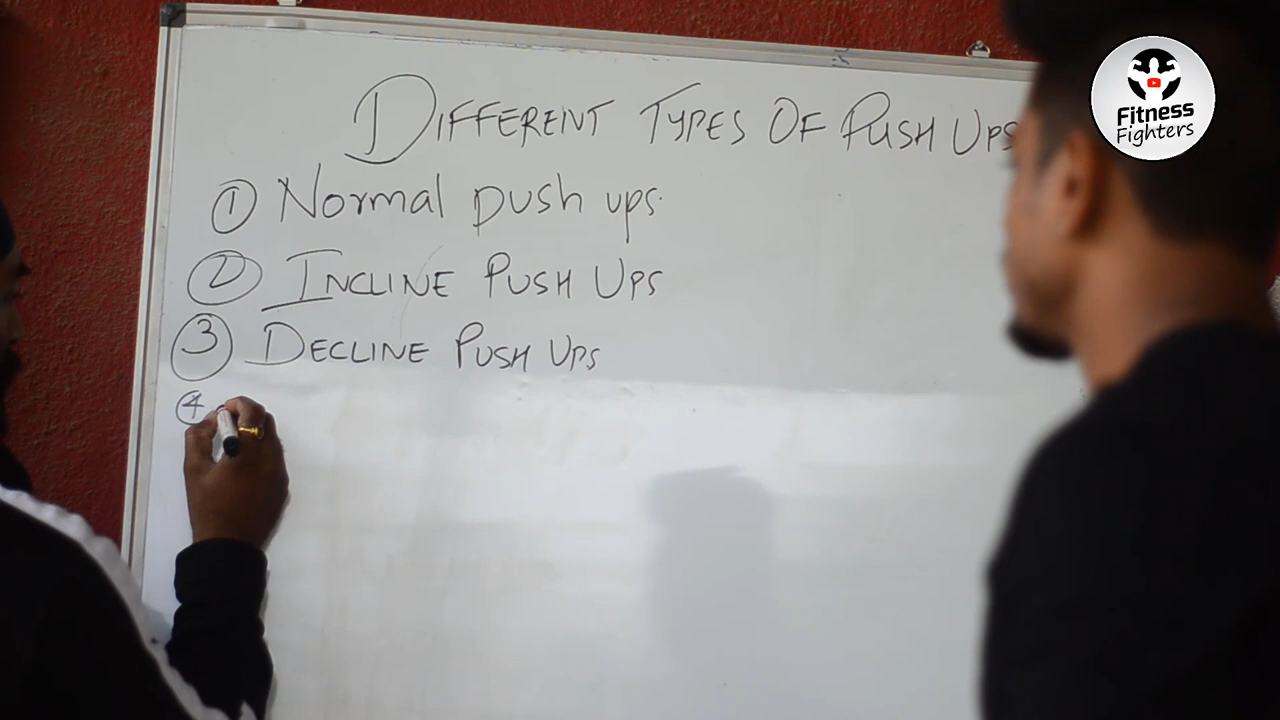 DIFFERENT TYPES OF PUSH UPS
① Normal push ups.
② INCLINE PUSH UPS
③ DECLINE PUSH UPS
④
Fitness
Fighters